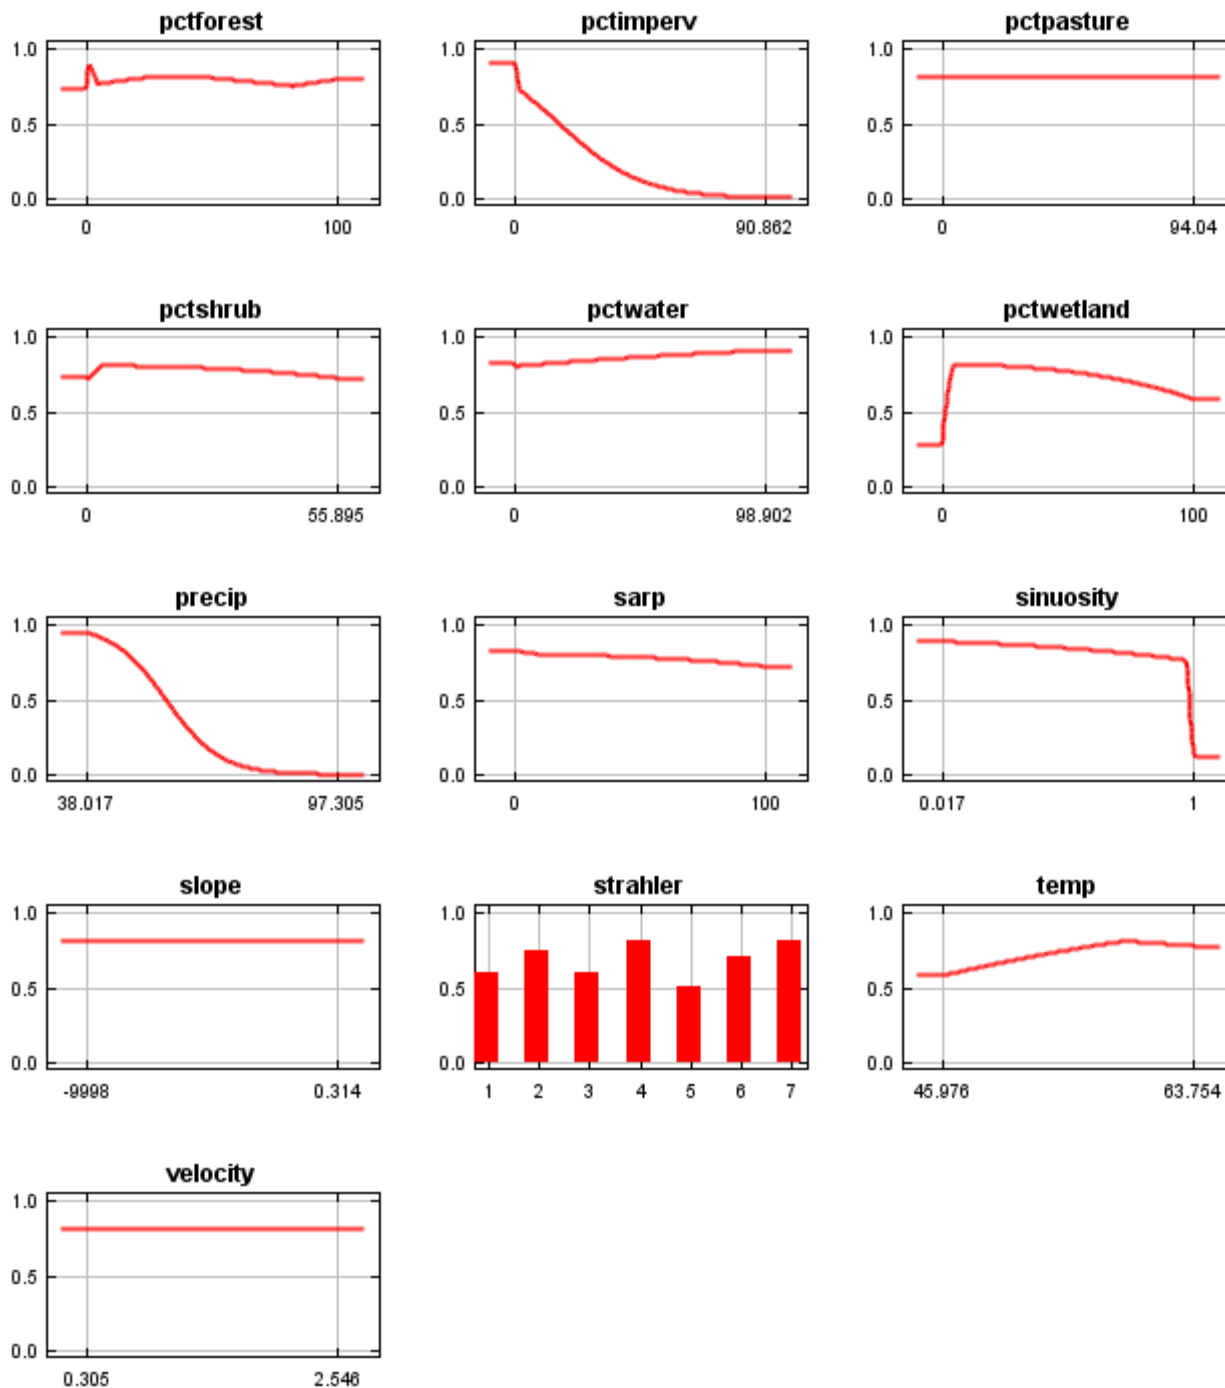 pctforest pctimperv pctpasture
1.0 1.0 1.0
0.5 0.5 0.5
0.0 0.0 0.0
0 100 0 90.862 0 94.04
pctshrub pctwater pctwetland
1.0 1.0 1.0
0.5 0.5 0.5
0.0 0.0 0.0
0 55.895 0 98.902 0 100
precip sarp sinuosity
1.0 1.0 1.0
0.5 0.5 0.5
0.0 0.0 0.0
38.017 97.305 0 100 0.017 1
slope strahler temp
1.0 1.0 1.0
0.5 0.5 0.5
0.0 0.0 0.0
-9998 0.314 1 2 3 4 5 6 7 45.976 63.754
velocity
1.0
0.5
0.0
0.305 2.546